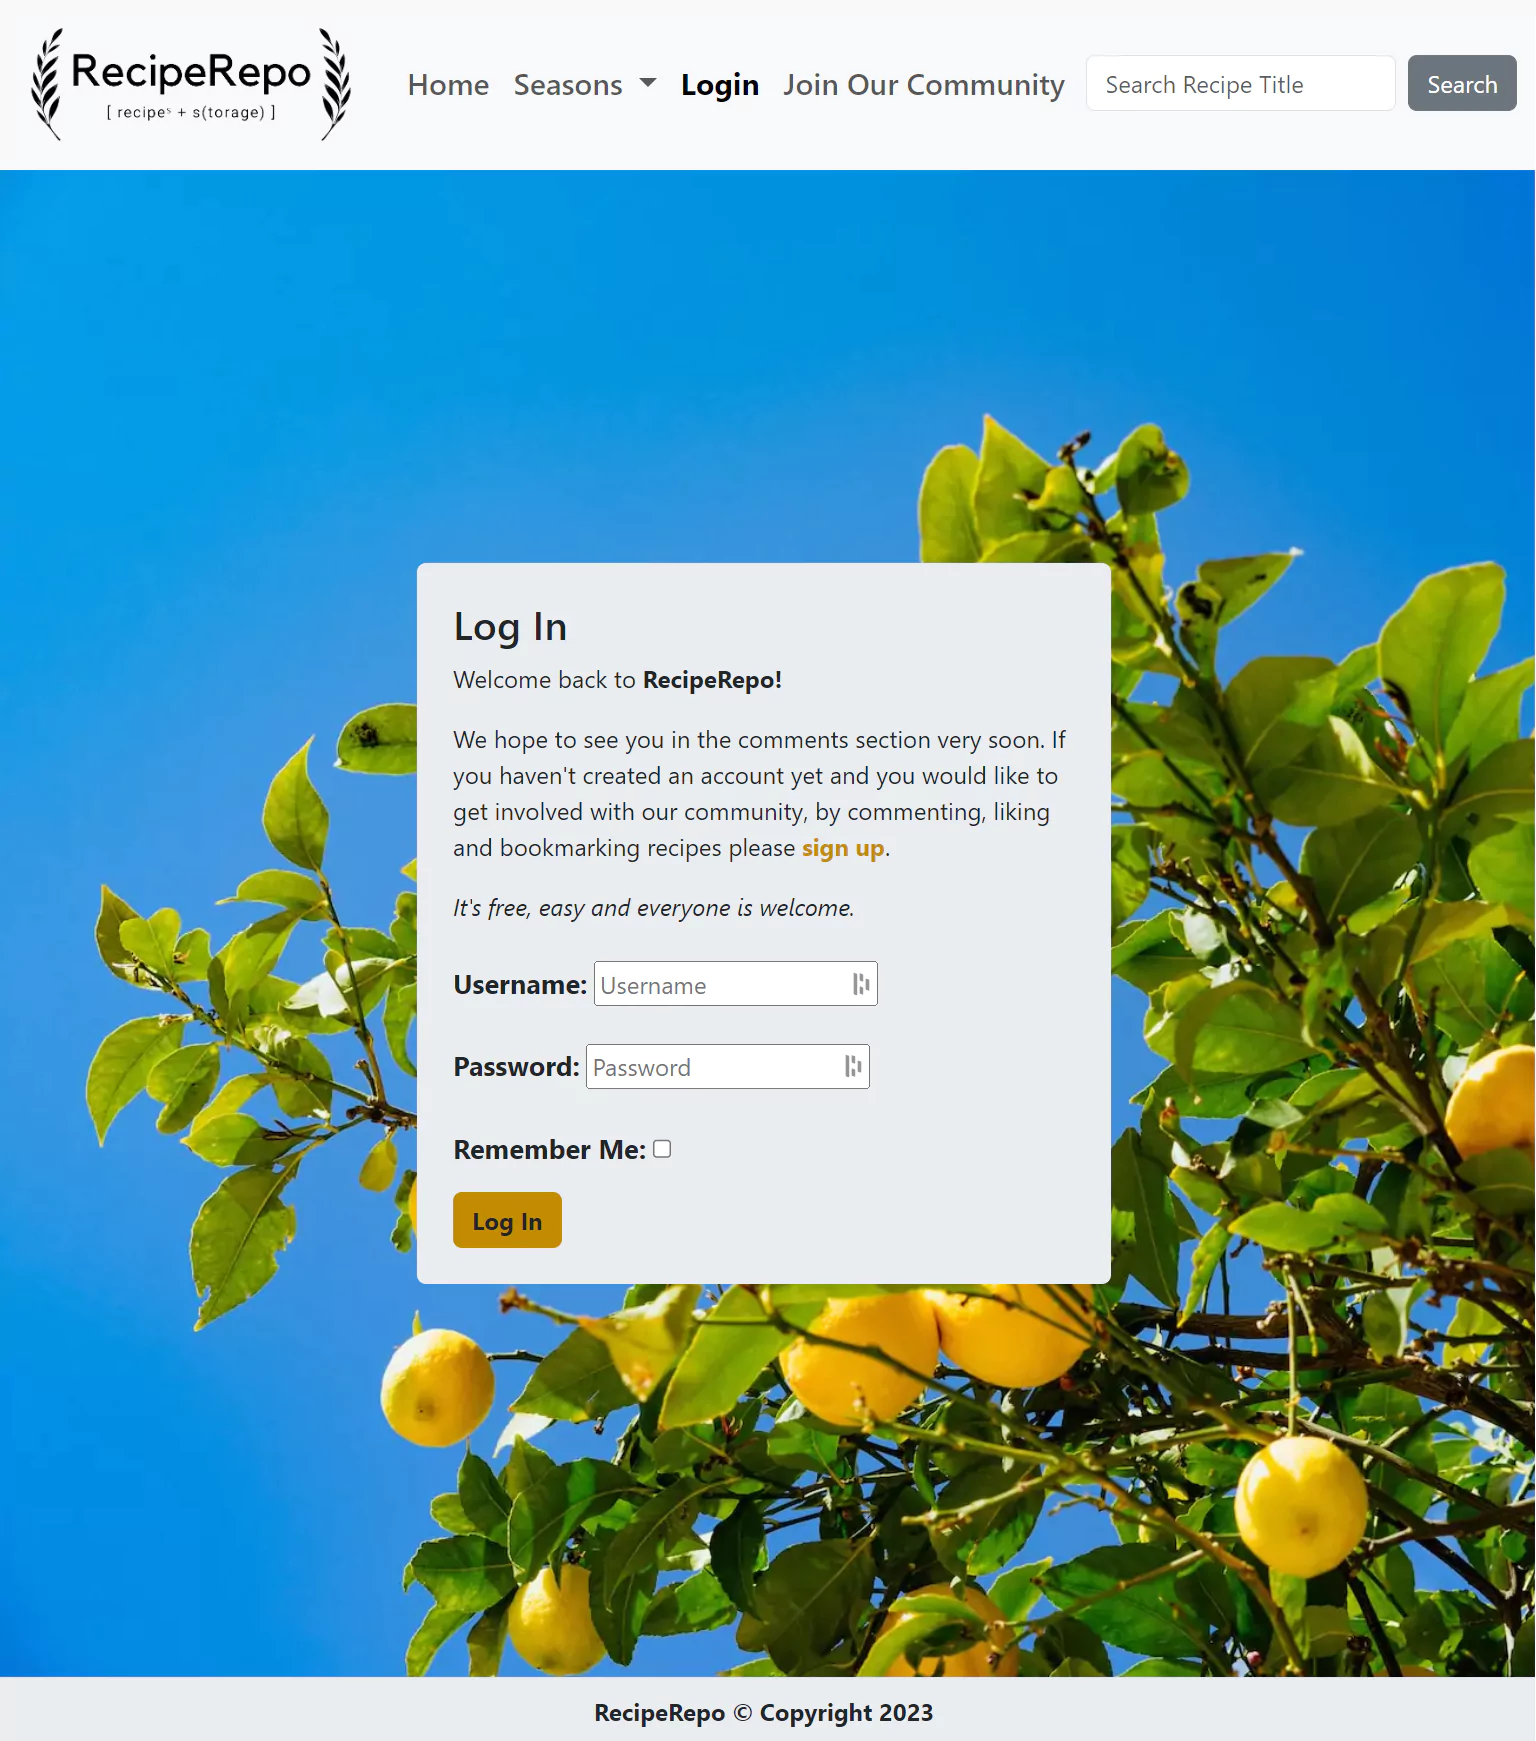 RecipeRepo
[ recipeˢ + s(torage) ]
Home Seasons Login Join Our Community Search Recipe Title Search
Log In
Welcome back to RecipeRepo!
We hope to see you in the comments section very soon. If
you haven't created an account yet and you would like to
get involved with our community, by commenting, liking
and bookmarking recipes please sign up.
It's free, easy and everyone is welcome.
Username: Username
Password: Password
Remember Me:
Log In
RecipeRepo © Copyright 2023